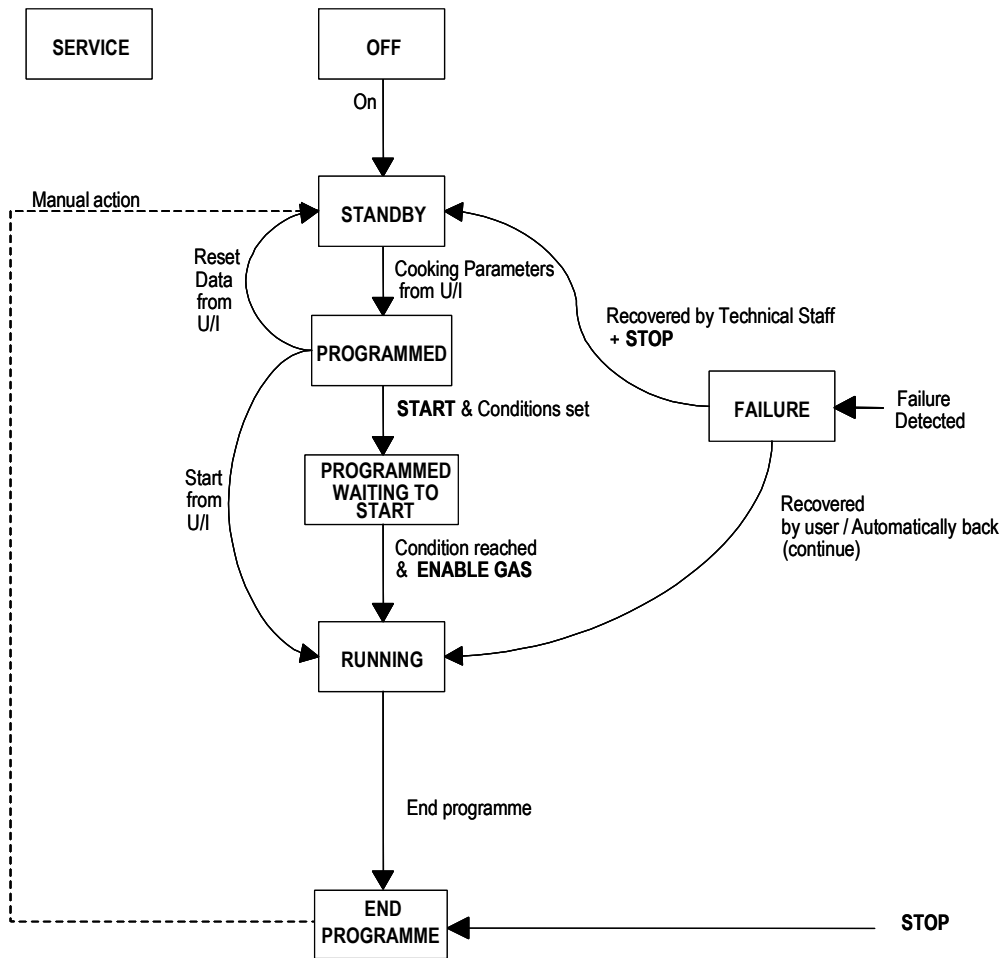 SERVICE
OFF
On
Manual action
STANDBY
Reset
Data
from
U/I
Cooking Parameters
from U/I
Recovered by Technical Staff
+ STOP
PROGRAMMED
FAILURE
Failure
Detected
START & Conditions set
PROGRAMMED
WAITING TO
START
Start
from
U/I
Recovered
by user / Automatically back
(continue)
Condition reached
& ENABLE GAS
RUNNING
End programme
END
PROGRAMME
STOP